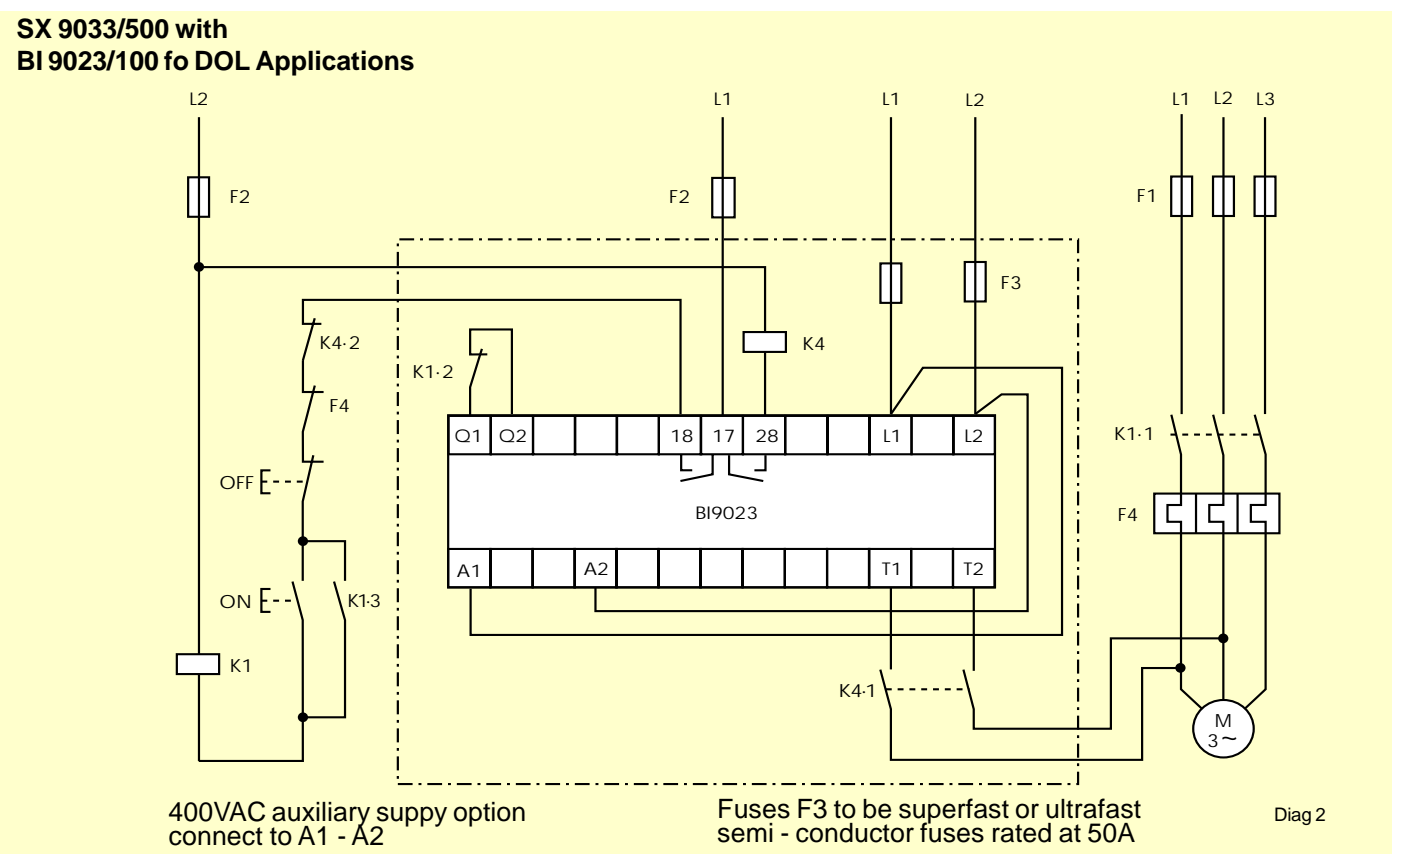 SX 9033/500 with
BI 9023/100 fo DOL Applications
L2 L1 L1 L2 L1 L2 L3
F2 F2 F1
F3
K4·2 K4
K1·2
F4
Q1 Q2 18 17 28 L1 L2
K1·1
OFF
BI9023 F4
A1 A2 T1 T2
ON K1·3
K1
K4·1
M
3~
400VAC auxiliary suppy option
connect to A1 - A2
Fuses F3 to be superfast or ultrafast
semi - conductor fuses rated at 50A
Diag 2